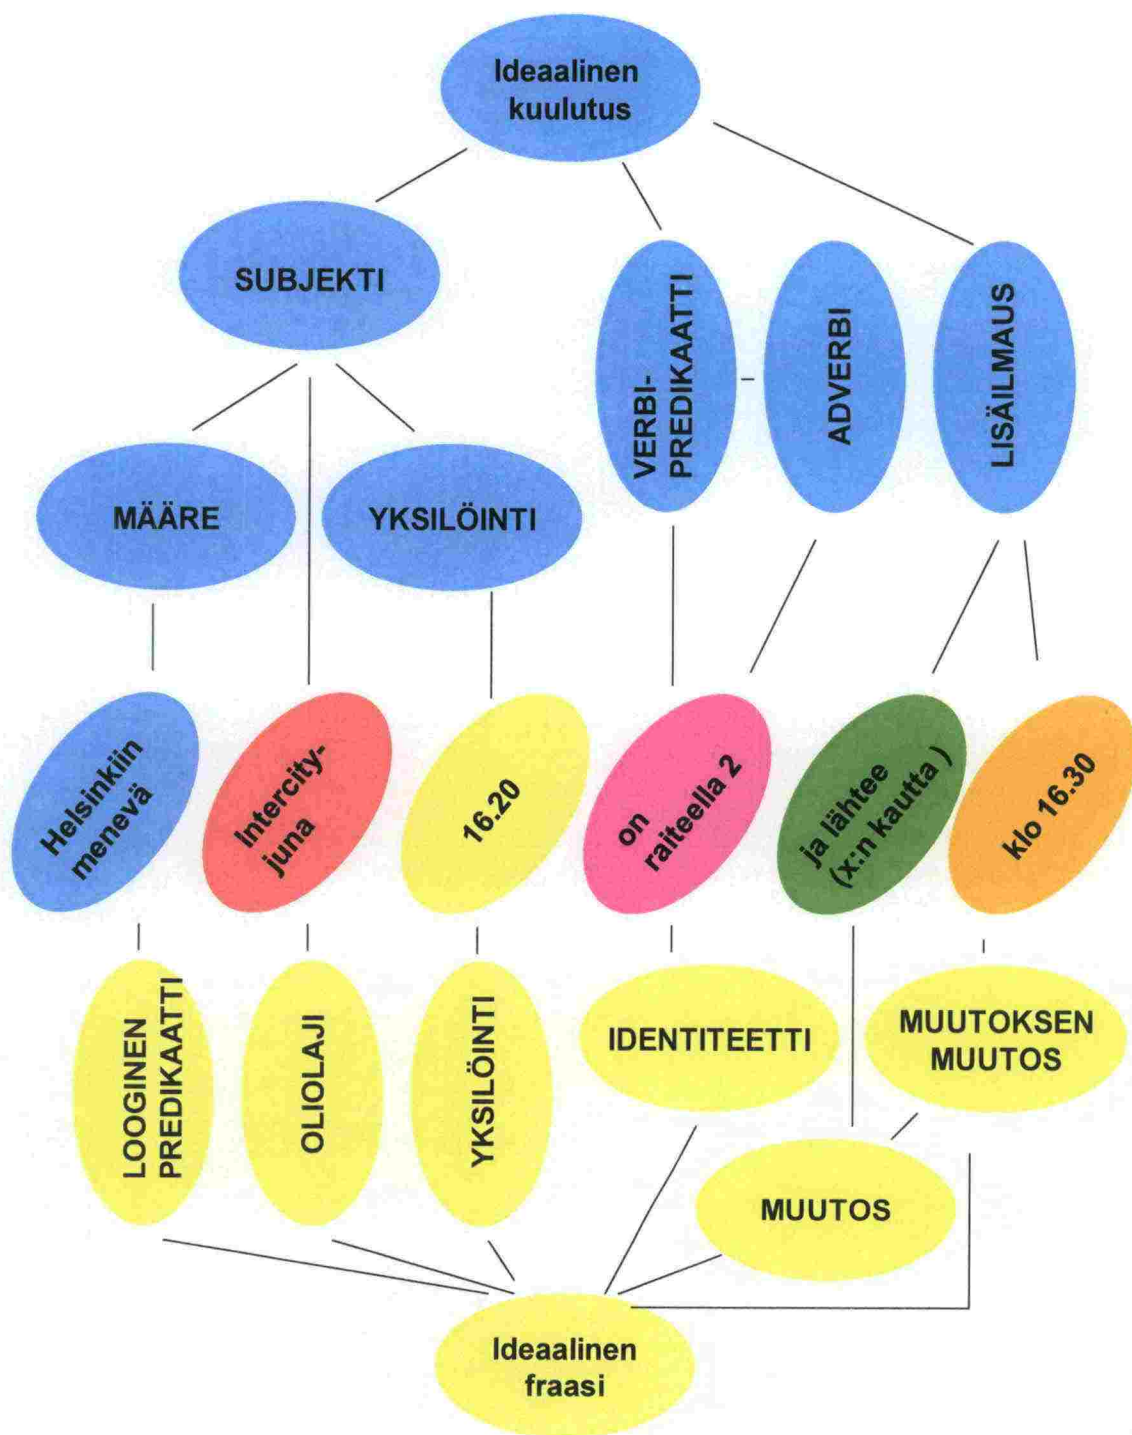 Ideaalinen
kuulutus
SUBJEKTI
VERBI-
PREDIKAATTI
ADVERBI
LISÄILMAUS
MÄÄRE
YKSILÖINTI
Helsinkiin
menevä
Intercity-
juna
16.20
on
raiteella 2
ja lähtee
(x:n kautta )
klo 16.30
LOOGINEN
PREDIKAATTI
OLIOLAJI
YKSILÖINTI
IDENTITEETTI
MUUTOKSEN
MUUTOS
MUUTOS
Ideaalinen
fraasi